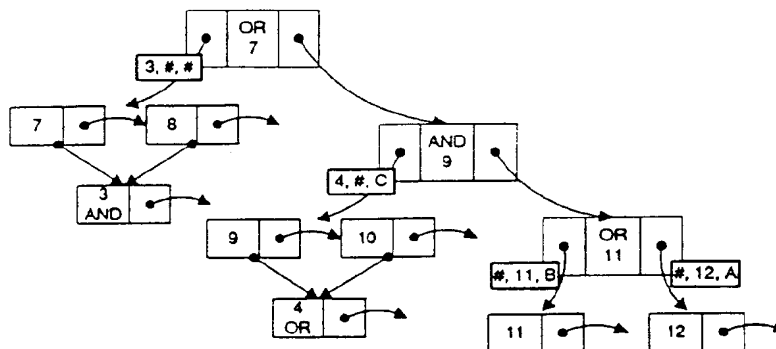 OR
7
3, #, #
7
8
AND
9
3
AND
4, #, C
9
10
OR
11
#, 11, B
#, 12, A
4
OR
11
12